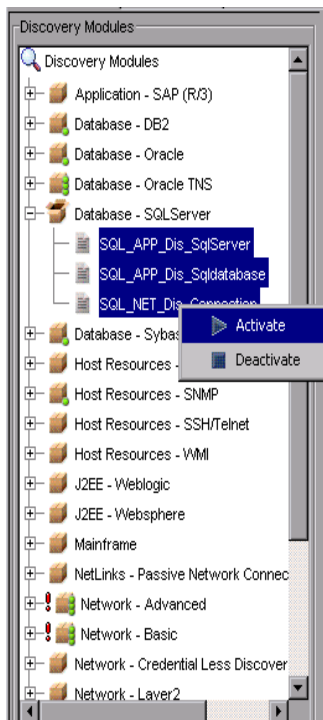 Discovery Modules
Discovery Modules
Application - SAP (R/3)
Database - DB2
Database - Oracle
Database - Oracle TNS
Database - SQLServer
SQL_APP_Dis_SqlServer
SQL_APP_Dis_Sqldatabase
SQL_NET_Dis_Connection
Activate
Database - Sybas
Deactivate
Host Resources -
Host Resources - SNMP
Host Resources - SSH/Telnet
Host Resources - WMI
J2EE - Weblogic
J2EE - Websphere
Mainframe
NetLinks - Passive Network Connec
Network - Advanced
Network - Basic
Network - Credential Less Discover
Network - Layer2